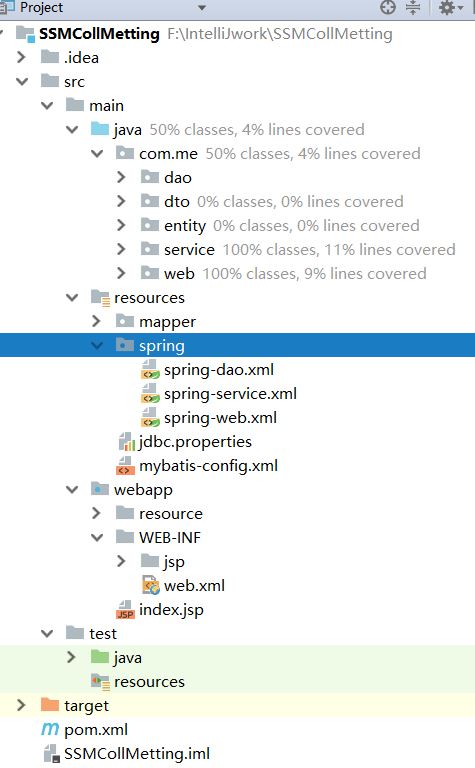 Project
SSMCollMetting F:\IntelliJwork\SSMCollMetting
.idea
src
main
java 50% classes, 4% lines covered
com.me 50% classes, 4% lines covered
dao
dto 0% classes, 0% lines covered
entity 0% classes, 0% lines covered
service 100% classes, 11% lines covered
web 100% classes, 9% lines covered
resources
mapper
spring
spring-dao.xml
spring-service.xml
spring-web.xml
jdbc.properties
mybatis-config.xml
webapp
resource
WEB-INF
jsp
web.xml
JSP index.jsp
test
java
resources
target
m pom.xml
SSMCollMetting.iml